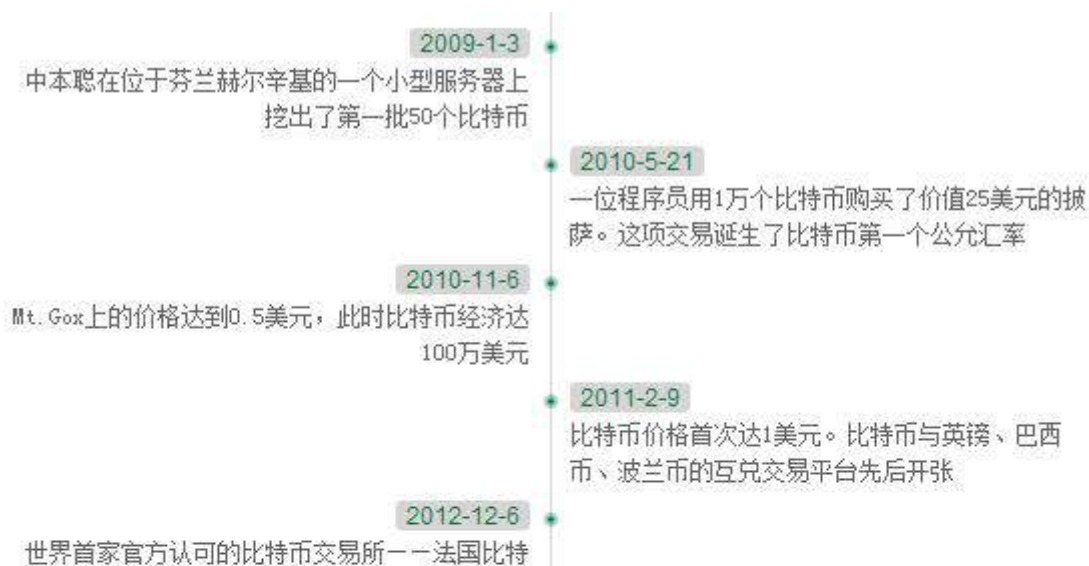 2009-1-3
中本聪在位于芬兰赫尔辛基的一个小型服务器上
挖出了第一批50个比特币
2010-5-21
一位程序员用1万个比特币购买了价值25美元的披
萨。这项交易诞生了比特币第一个公允汇率
2010-11-6
Mt.Gox上的价格达到0.5美元，此时比特币经济达
100万美元
2011-2-9
比特币价格首次达1美元。比特币与英镑、巴西
币、波兰币的互兑交易平台先后开张
2012-12-6
世界首家官方认可的比特币交易所——法国比特